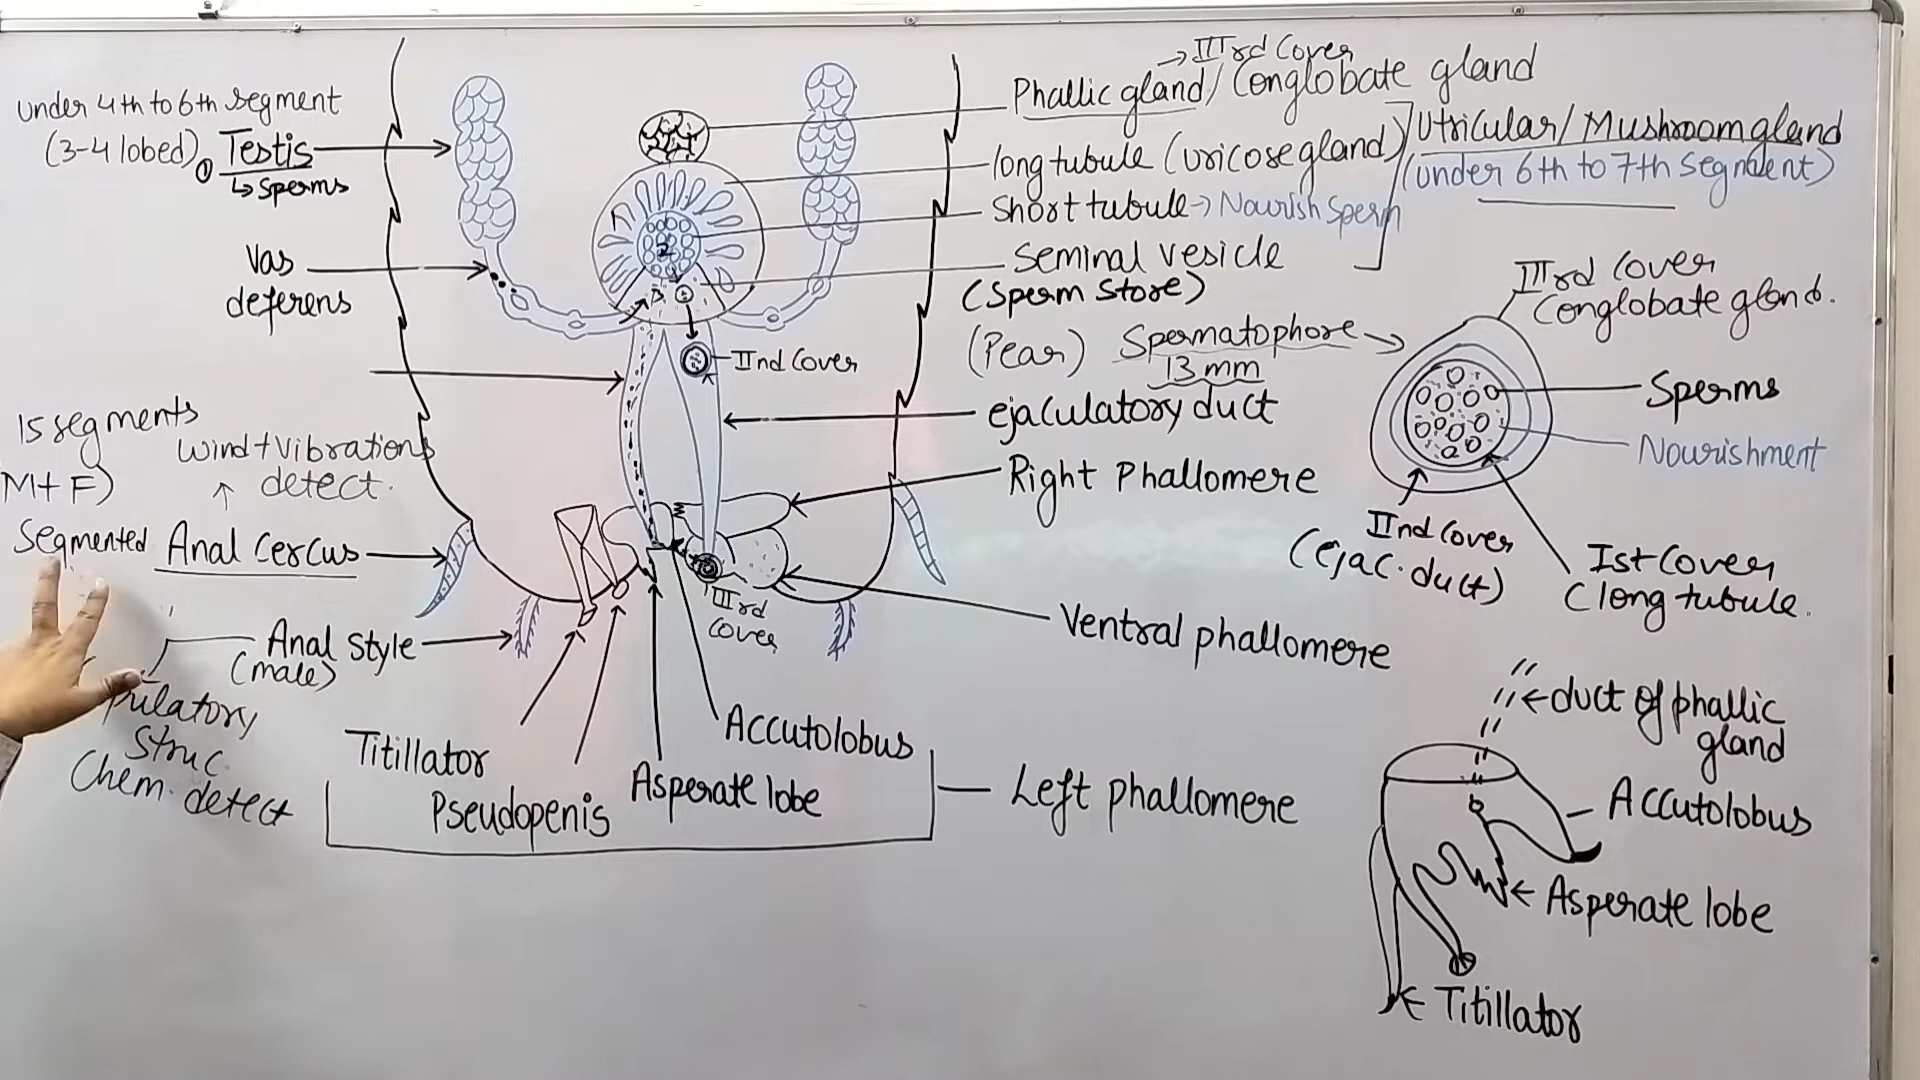 under 4th to 6th segment
(3-4 lobed) ① Testis
↳ Sperms
Vas
deferens
15 segments
M+F)
Wind + Vibrations
↑ detect.
Segmented Anal Cercus
Anal Style
(male)
pulatory
struc
Chem. detect
Titillator
Pseudopenis
Asperate lobe
Accutolobus
Left phallomere
→ IIIrd Cover
Phallic gland / Conglobate gland
long tubule (uricose gland)
Utricular / Mushroom gland
(under 6th to 7th segment)
Short tubule → Nourish Sperm
Seminal vesicle
(Sperm Store)
2
3
IInd Cover
(Pear) Spermatophore →
13 mm
ejaculatory duct
Right Phallomere
IIIrd
Cover
Ventral phallomere
IIIrd Cover
Conglobate gland.
Sperms
Nourishment
IInd Cover
(ejac. duct)
Ist Cover
(long tubule.
duct of phallic
gland
Accutolobus
Asperate lobe
Titillator